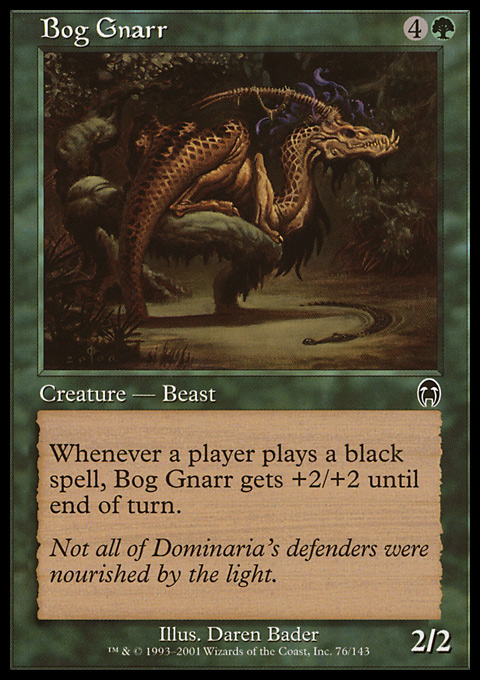 Bog Gnarr 4
Creature — Beast
Whenever a player plays a black
spell, Bog Gnarr gets +2/+2 until
end of turn.
Not all of Dominaria's defenders were
nourished by the light.
Illus. Daren Bader
™ & © 1993–2001 Wizards of the Coast, Inc. 76/143
2/2